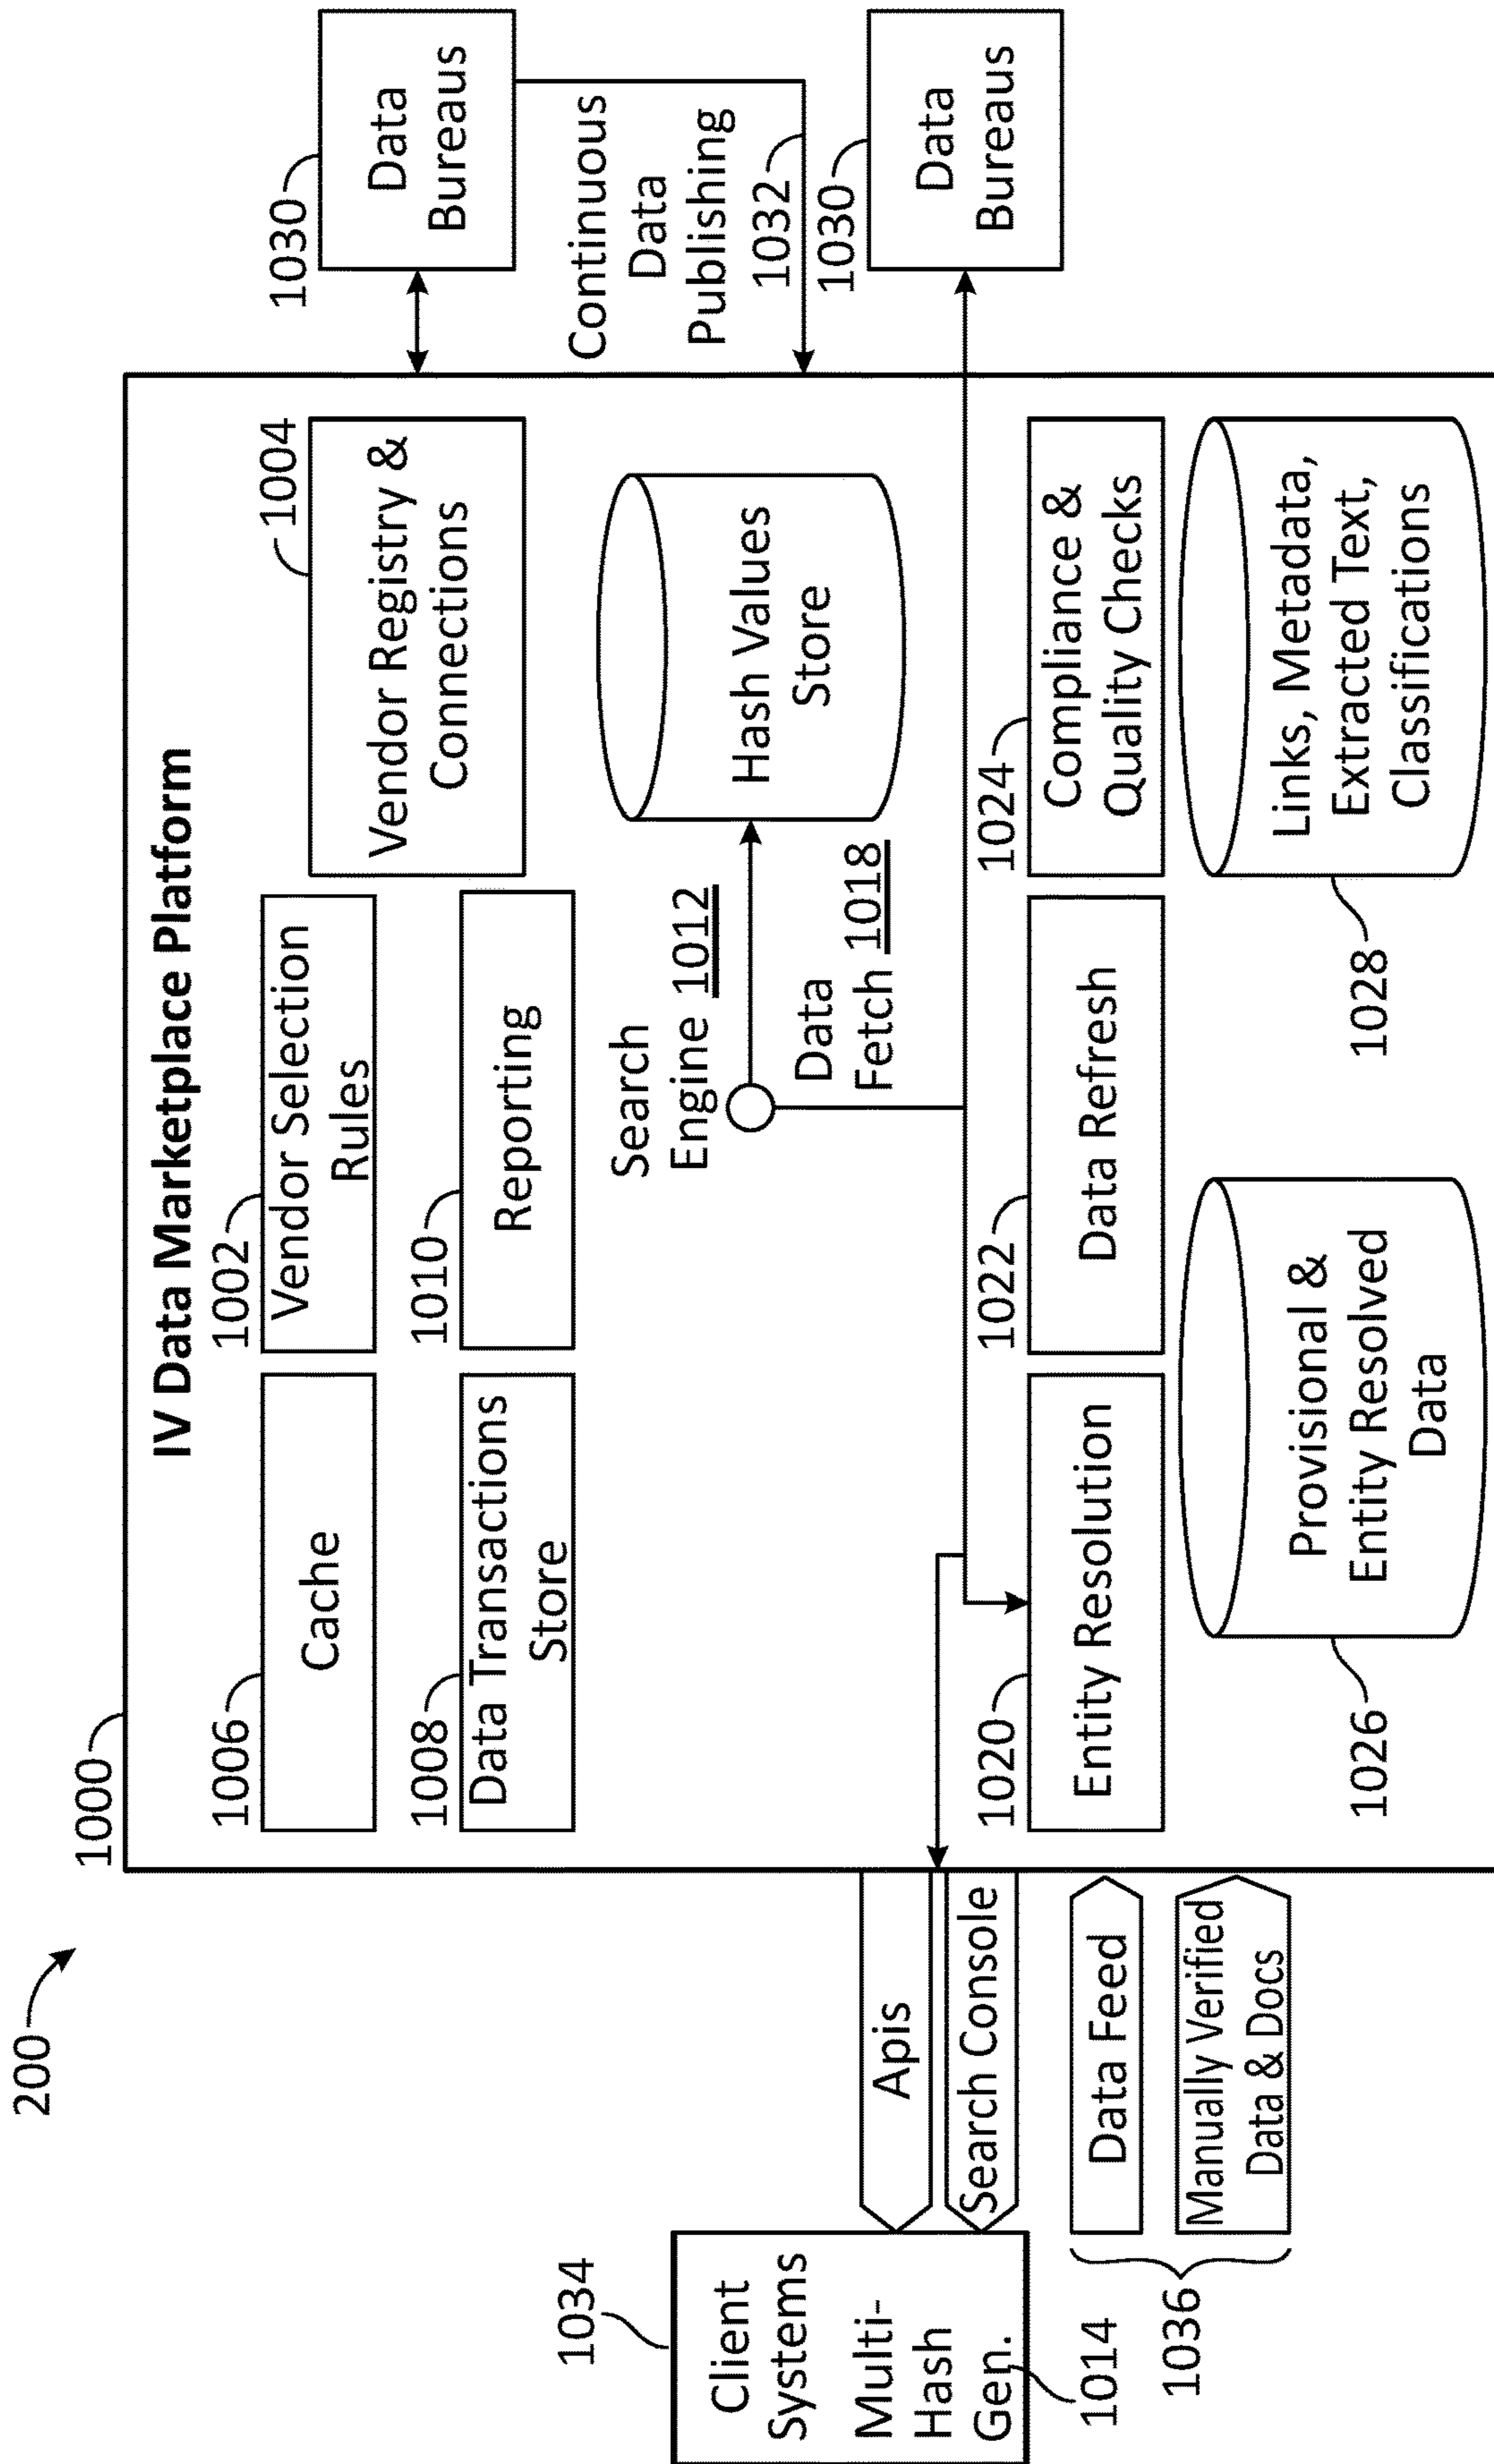 200
1000
IV Data Marketplace Platform
1006
Cache
1002
Vendor Selection
Rules
1004
Vendor Registry &
Connections
1008
Data Transactions
Store
1010
Reporting
1030
Data
Bureaus
Continuous
Data
Publishing
1032
Search
Engine 1012
Data
Fetch 1018
Hash Values
Store
1030
Data
Bureaus
1034
Client
Systems
Multi-
Hash
Gen.
1014
Apis
Search Console
Data Feed
Manually Verified
Data & Docs
1036
1020
Entity Resolution
1022
Data Refresh
1024
Compliance &
Quality Checks
Provisional &
Entity Resolved
Data
1026
Links, Metadata,
Extracted Text,
Classifications
1028